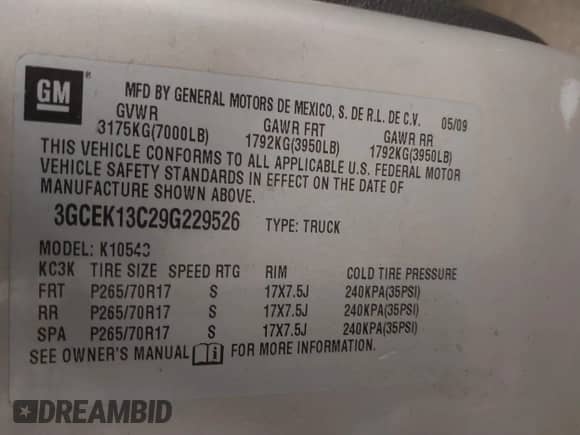 GM ®
MFD BY GENERAL MOTORS DE MEXICO, S. DE R.L. DE C.V. 05/09
GVWR GAWR FRT GAWR RR
3175KG(7000LB) 1792KG(3950LB) 1792KG(3950LB)
THIS VEHICLE CONFORMS TO ALL APPLICABLE U.S. FEDERAL MOTOR
VEHICLE SAFETY STANDARDS IN EFFECT ON THE DATE OF
MANUFACTURE SHOWN ABOVE.
3GCEK13C29G229526 TYPE: TRUCK
MODEL: K10543
KC3K TIRE SIZE SPEED RTG RIM COLD TIRE PRESSURE
FRT P265/70R17 S 17X7.5J 240KPA(35PSI)
RR P265/70R17 S 17X7.5J 240KPA(35PSI)
SPA P265/70R17 S 17X7.5J 240KPA(35PSI)
SEE OWNER'S MANUAL i FOR MORE INFORMATION.
DREAMBID